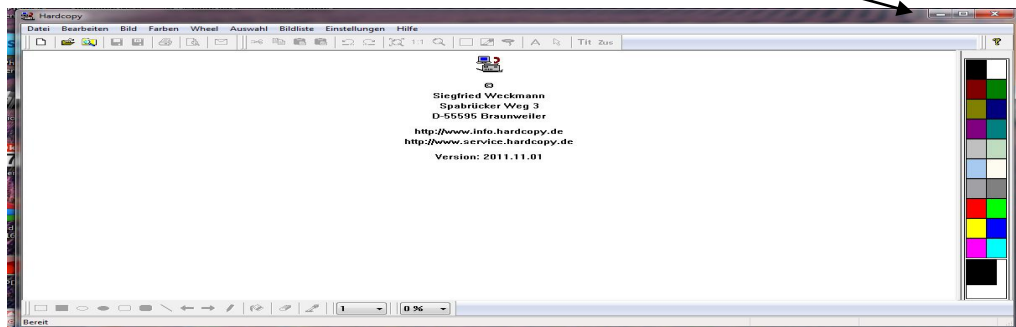 Hardcopy
Datei Bearbeiten Bild Farben Wheel Auswahl Bildliste Einstellungen Hilfe
1:1 A Tit Zus ?
©
Siegfried Weckmann
Spabrücker Weg 3
D-55595 Braunweiler
http://www.info.hardcopy.de
http://www.service.hardcopy.de
Version: 2011.11.01
1 0 %
Bereit